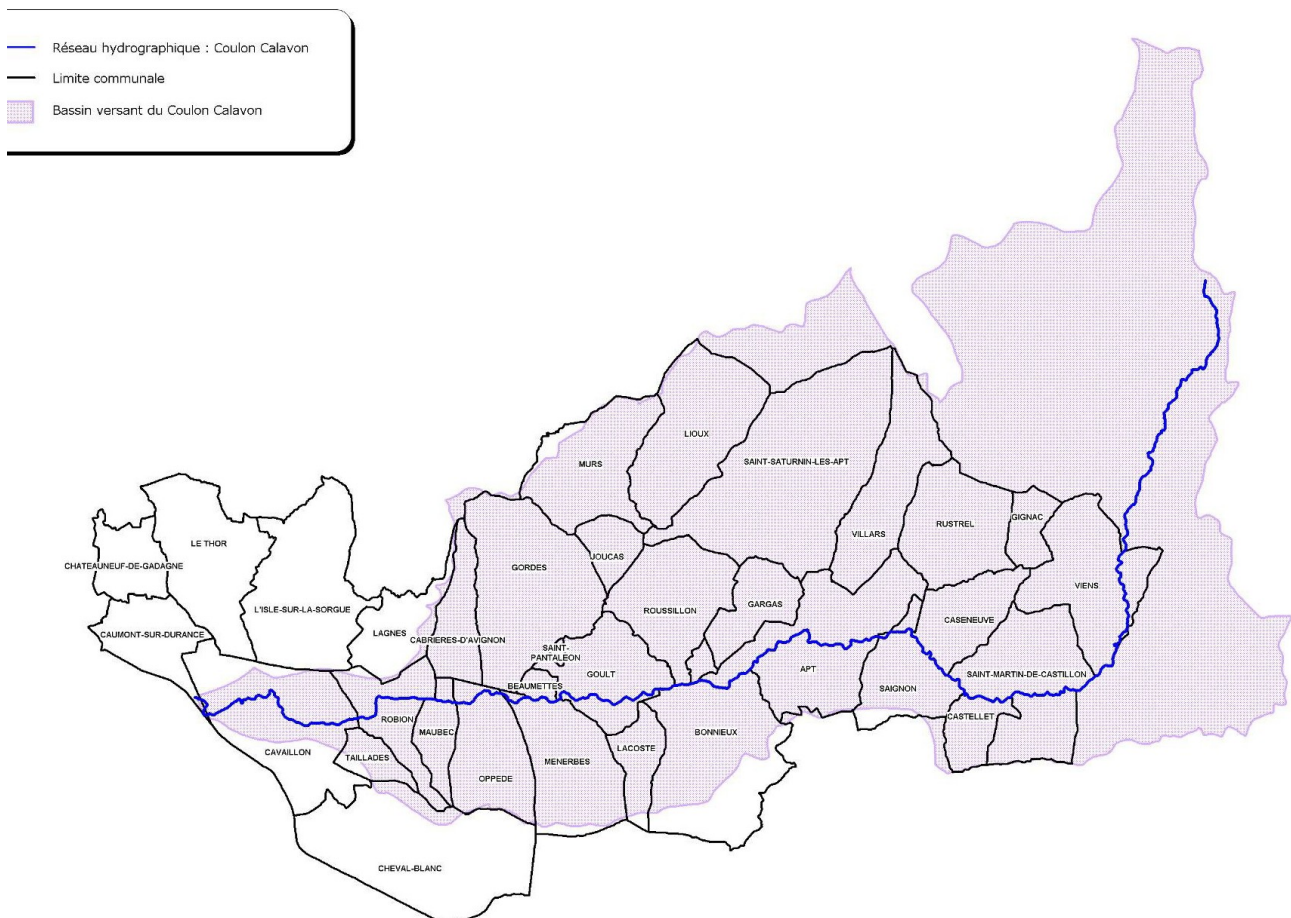 Réseau hydrographique : Coulon Calavon
Limite communale
Bassin versant du Coulon Calavon
LIOUX
MURS
SAINT-SATURNIN-LES-APT
GIGNAC
RUSTREL
VILLARS
LE THOR
JOUCAS
CHATEAUNEUF-DE-GADAGNE
GORDES
VIENS
GARGAS
L'ISLE-SUR-LA-SORGUE
ROUSSILLON
CASENEUVE
LAGNES
CAUMONT-SUR-DURANCE
CABRIERES-D'AVIGNON
SAINT-
PANTALEON
APT
GOULT
SAINT-MARTIN-DE-CASTILLON
BEAUMETTES
SAIGNON
CASTELLET
ROBION
BONNIEUX
MAUBEC
LACOSTE
CAVAILLON
TAILLADES
MENERBES
OPPEDE
CHEVAL-BLANC